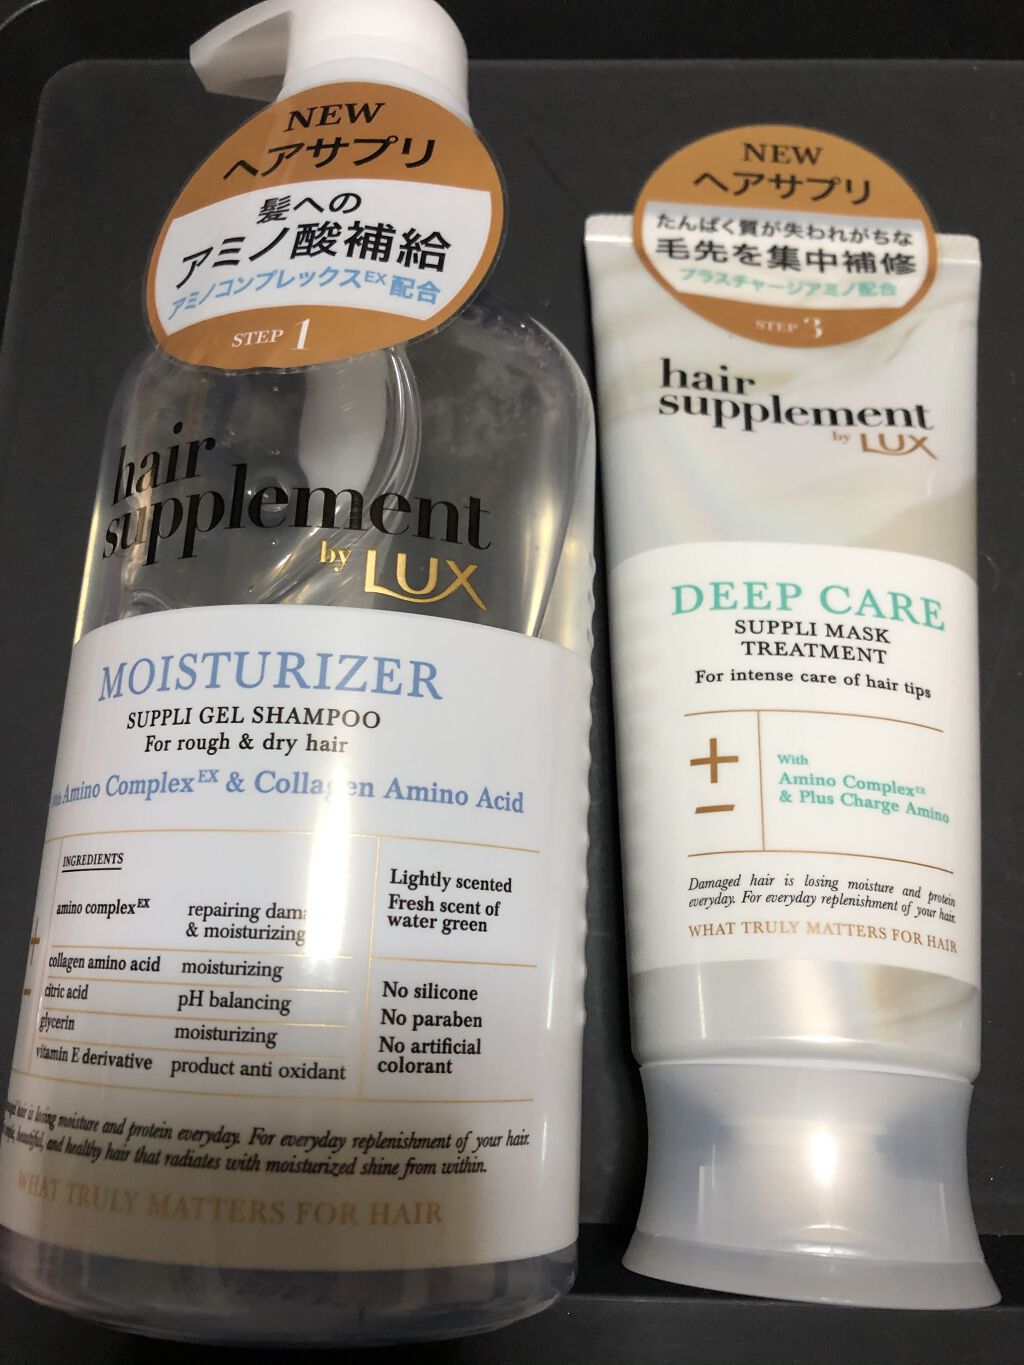 NEW
ヘアサプリ
髪への
アミノ酸補給
アミノコンプレックスEX配合
STEP 1
hair
supplement
by LUX
MOISTURIZER
SUPPLI GEL SHAMPOO
For rough & dry hair
With Amino Complex EX & Collagen Amino Acid
INGREDIENTS
amino complex EX repairing
& moisturizing
collagen amino acid moisturizing
citric acid pH balancing
glycerin moisturizing
vitamin E derivative product anti oxidant
Lightly scented
Fresh scent of
water green
No silicone
No paraben
No artificial
colorant
hair is losing moisture and protein everyday. For everyday replenishment of your hair.
beautiful, and healthy hair that radiates with moisturized shine from within.
WHAT TRULY MATTERS FOR HAIR
NEW
ヘアサプリ
たんぱく質が失われがちな
毛先を集中補修
プラスチャージアミノ配合
STEP 3
hair
supplement
by LUX
DEEP CARE
SUPPLI MASK
TREATMENT
For intense care of hair tips
+
−
With
Amino Complex EX
& Plus Charge Amino
Damaged hair is losing moisture and protein
everyday. For everyday replenishment of your hair.
WHAT TRULY MATTERS FOR HAIR